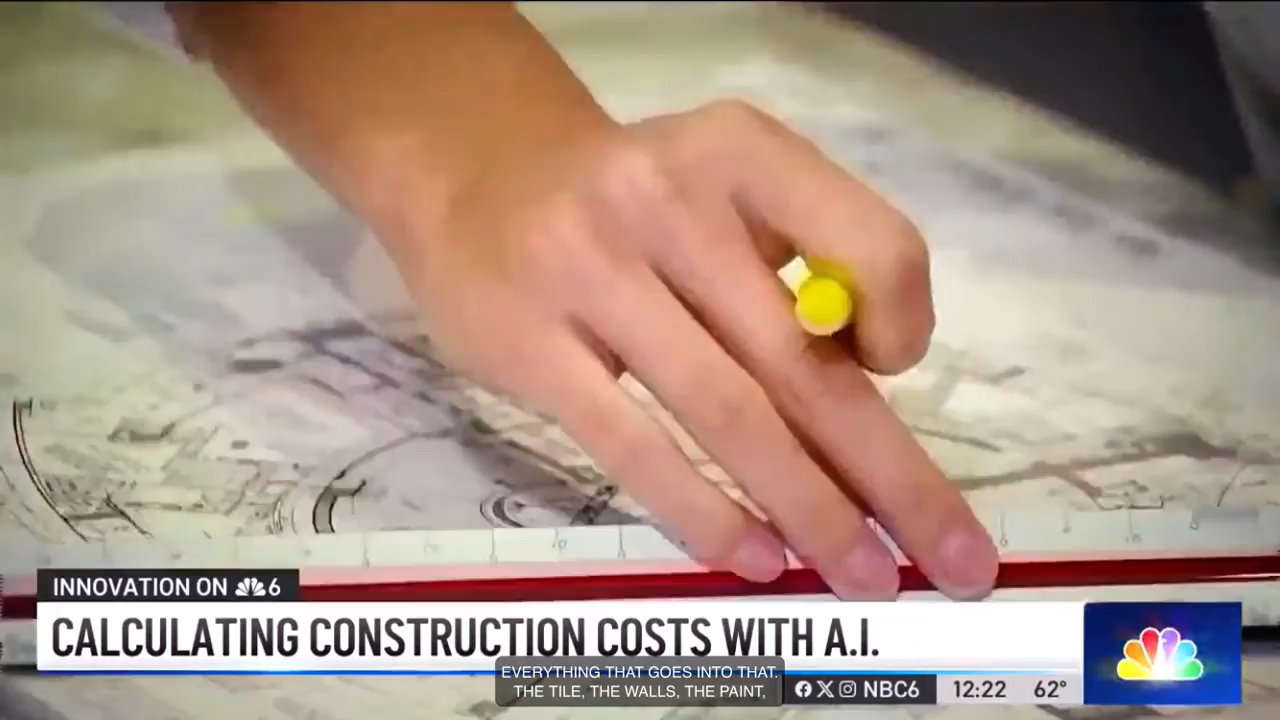 INNOVATION ON 6
CALCULATING CONSTRUCTION COSTS WITH A.I.
EVERYTHING THAT GOES INTO THAT.
THE TILE, THE WALLS, THE PAINT,
NBC6 12:22 62°